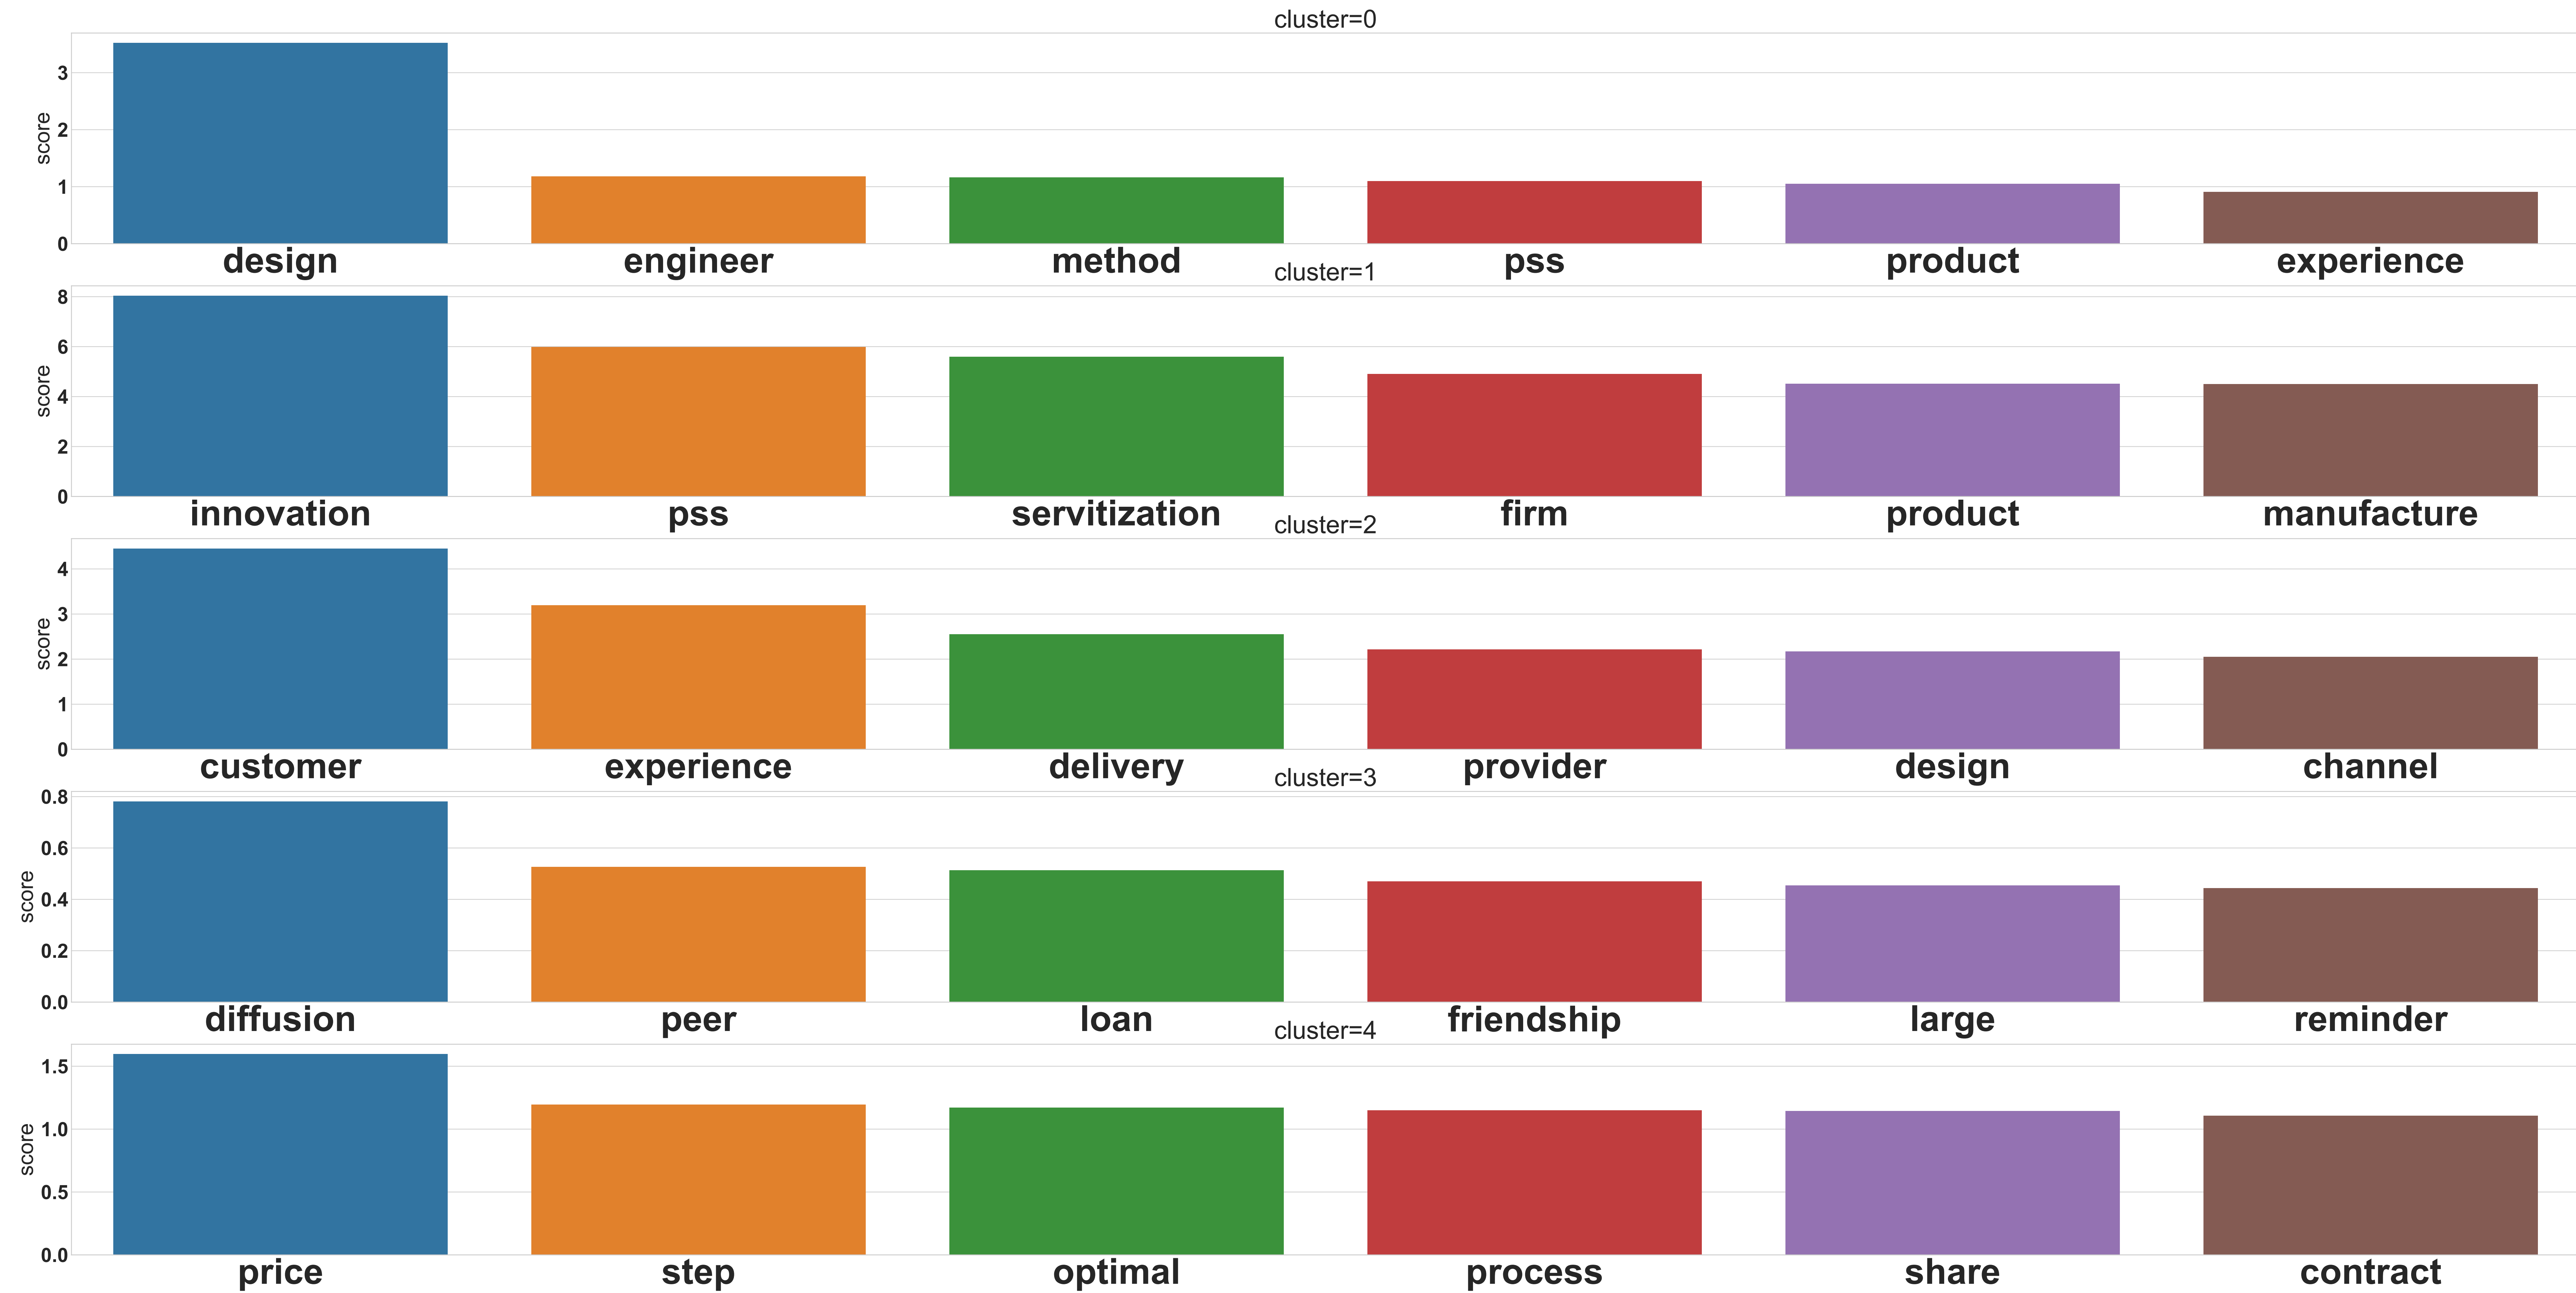 cluster=0
3
2
1
0
score
design engineer method pss product experience
cluster=1
8
6
4
2
0
score
innovation pss servitization firm product manufacture
cluster=2
4
3
2
1
0
score
customer experience delivery provider design channel
cluster=3
0.8
0.6
0.4
0.2
0.0
score
diffusion peer loan friendship large reminder
cluster=4
1.5
1.0
0.5
0.0
score
price step optimal process share contract